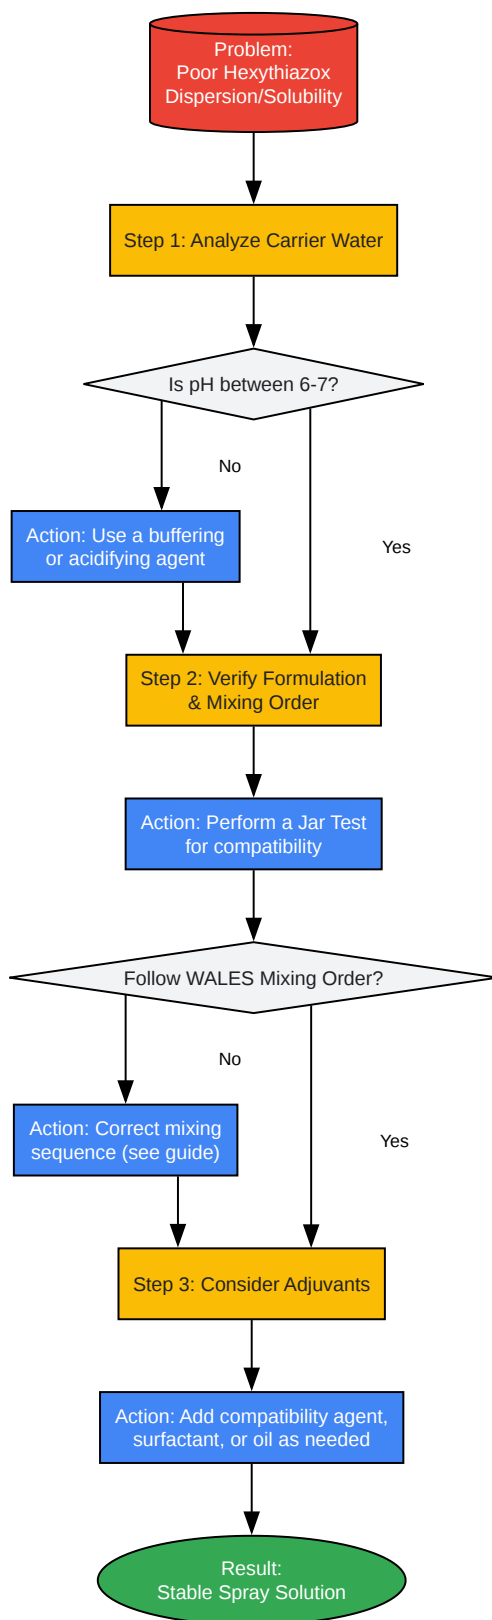 Problem:
Poor Hexythiazox
Dispersion/Solubility
Step 1: Analyze Carrier Water
Is pH between 6-7?
No
Action: Use a buffering
or acidifying agent
Yes
Step 2: Verify Formulation
& Mixing Order
Action: Perform a Jar Test
for compatibility
Follow WALES Mixing Order?
No
Action: Correct mixing
sequence (see guide)
Yes
Step 3: Consider Adjuvants
Action: Add compatibility agent,
surfactant, or oil as needed
Result:
Stable Spray Solution